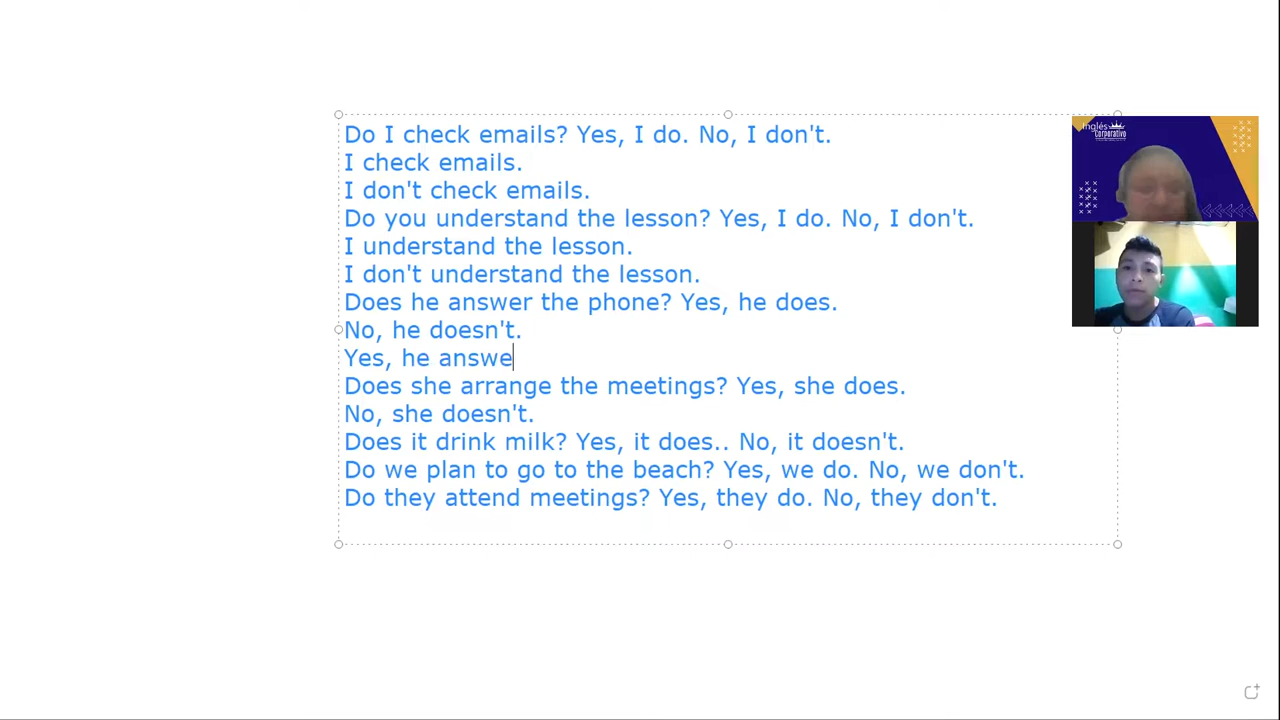 Do I check emails? Yes, I do. No, I don't.
I check emails.
I don't check emails.
Do you understand the lesson? Yes, I do. No, I don't.
I understand the lesson.
I don't understand the lesson.
Does he answer the phone? Yes, he does.
No, he doesn't.
Yes, he answe
Does she arrange the meetings? Yes, she does.
No, she doesn't.
Does it drink milk? Yes, it does.. No, it doesn't.
Do we plan to go to the beach? Yes, we do. No, we don't.
Do they attend meetings? Yes, they do. No, they don't.
Inglés
Corporativo